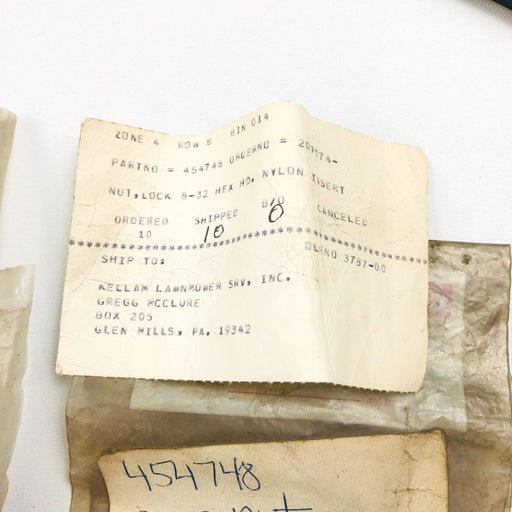 ZONE 4 ROW B BIN 014
PARTNO = 454748 ORDERNO =
NUT,LOCK 8-32 HEX HD, NYLON INSERT
ORDERED SHIPPED B/O CANCELED
10 10 0
************************************************
SHIP TO: DLRNO 3787-00
KELLAM LAWNMOWER SRV, INC.
GREGG MCCLURE
BOX 205
GLEN MILLS, PA, 19342
454748